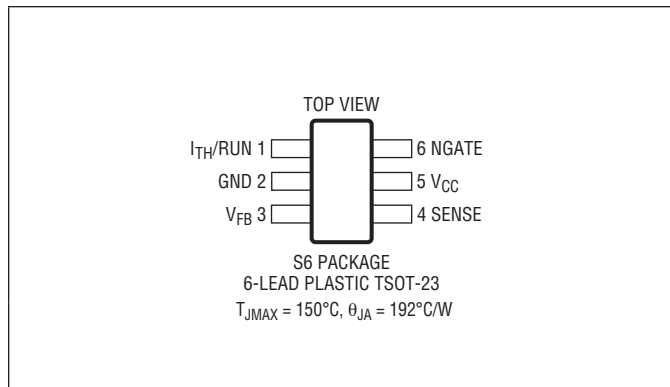 TOP VIEW
ITH/RUN 1
6 NGATE
GND 2
5 VCC
VFB 3
4 SENSE
S6 PACKAGE
6-LEAD PLASTIC TSOT-23
TJMAX = 150°C, θJA = 192°C/W